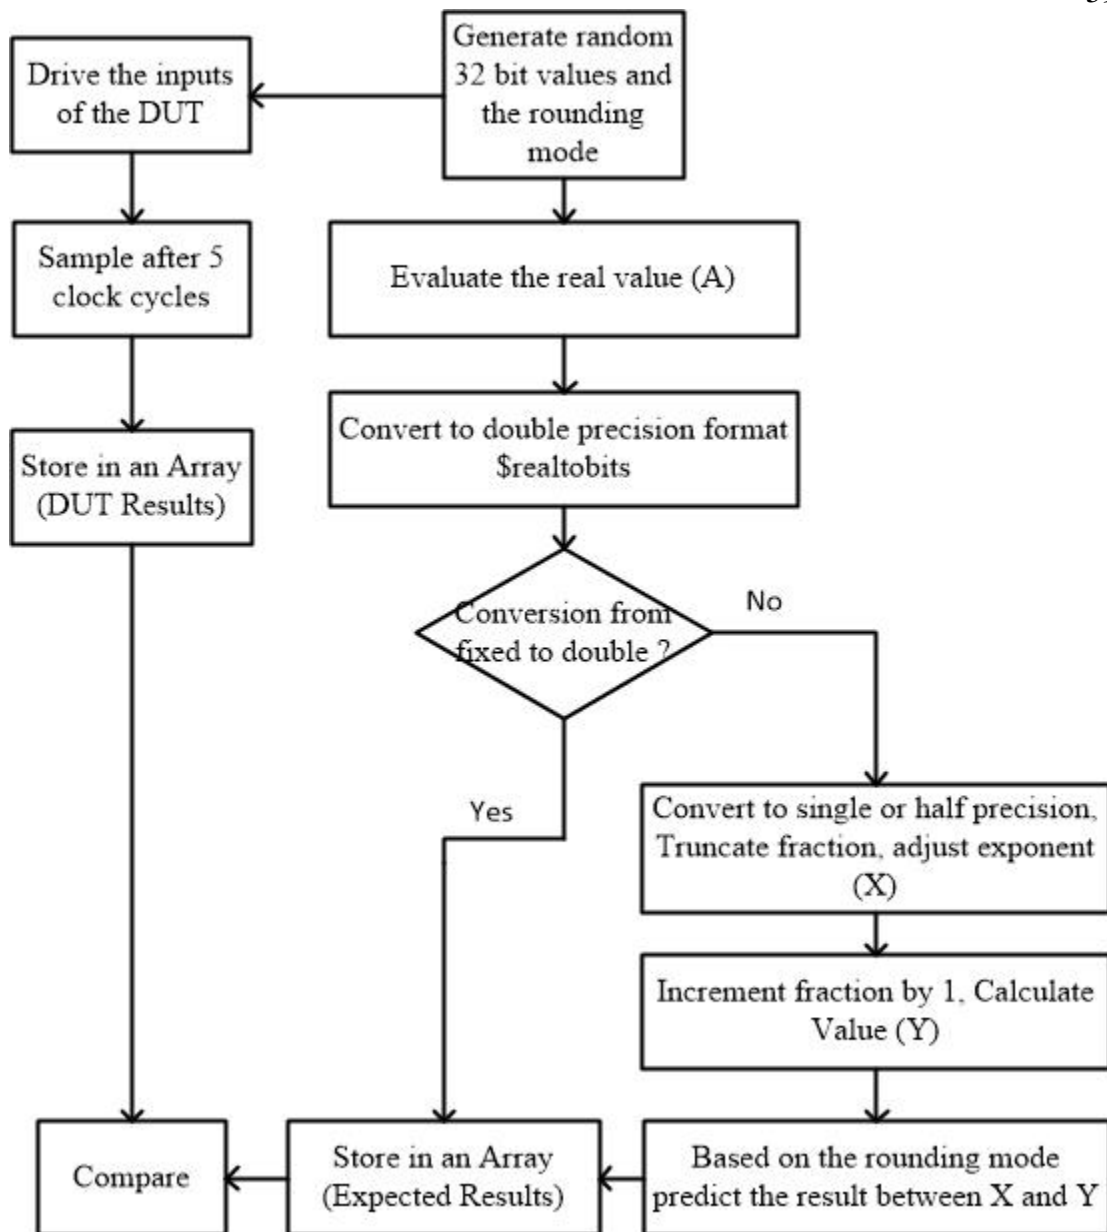 Generate random
32 bit values and
the rounding
mode
Drive the inputs
of the DUT
Sample after 5
clock cycles
Evaluate the real value (A)
Convert to double precision format
$realtobits
Store in an Array
(DUT Results)
Conversion from
fixed to double ?
No
Yes
Convert to single or half precision,
Truncate fraction, adjust exponent
(X)
Increment fraction by 1, Calculate
Value (Y)
Based on the rounding mode
predict the result between X and Y
Store in an Array
(Expected Results)
Compare